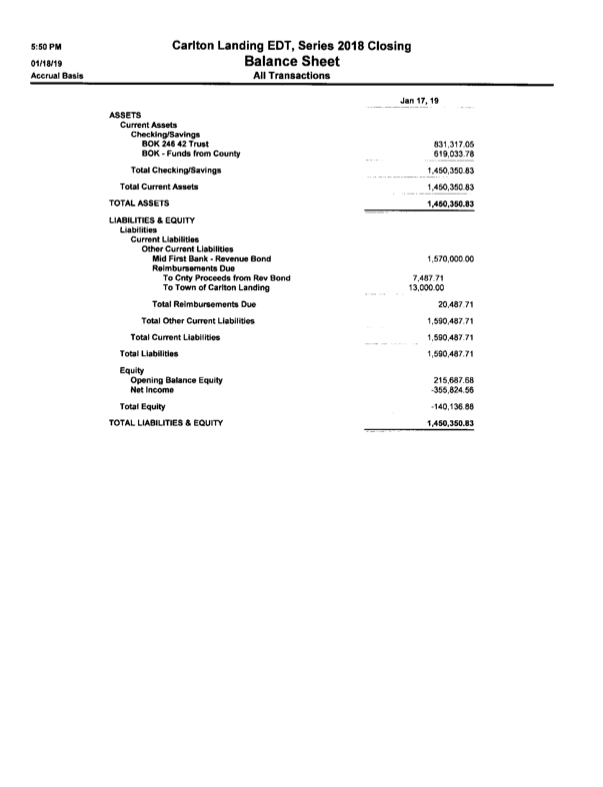 5:50 PM
Carlton Landing EDT, Series 2018 Closing
01/18/19
Balance Sheet
Accrual Basis
All Transactions
Jan 17, 19
ASSETS
Current Assets
Checking/Savings
BOK 246 42 Trust 831,317.05
BOK - Funds from County 619,033.78
Total Checking/Savings 1,450,350.83
Total Current Assets 1,450,350.83
TOTAL ASSETS 1,450,350.83
LIABILITIES & EQUITY
Liabilities
Current Liabilities
Other Current Liabilities
Mid First Bank - Revenue Bond 1,570,000.00
Reimbursements Due
To Cnty Proceeds from Rev Bond 7,487.71
To Town of Carlton Landing 13,000.00
Total Reimbursements Due 20,487.71
Total Other Current Liabilities 1,590,487.71
Total Current Liabilities 1,590,487.71
Total Liabilities 1,590,487.71
Equity
Opening Balance Equity 215,687.68
Net Income -355,824.56
Total Equity -140,136.88
TOTAL LIABILITIES & EQUITY 1,450,350.83